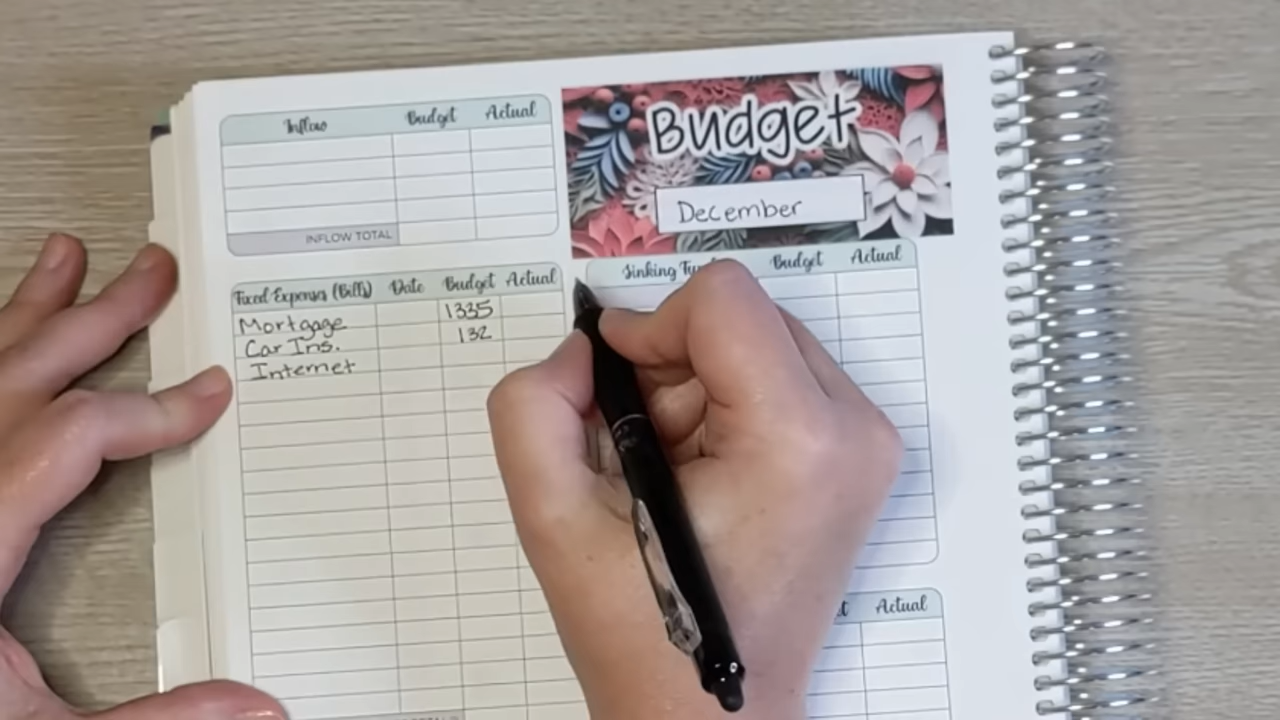 Inflow Budget Actual
INFLOW TOTAL
Budget
December
Fixed Expenses (Bills) Date Budget Actual
Mortgage 1335
Car Ins. 132
Internet
Sinking Budget Actual
Actual